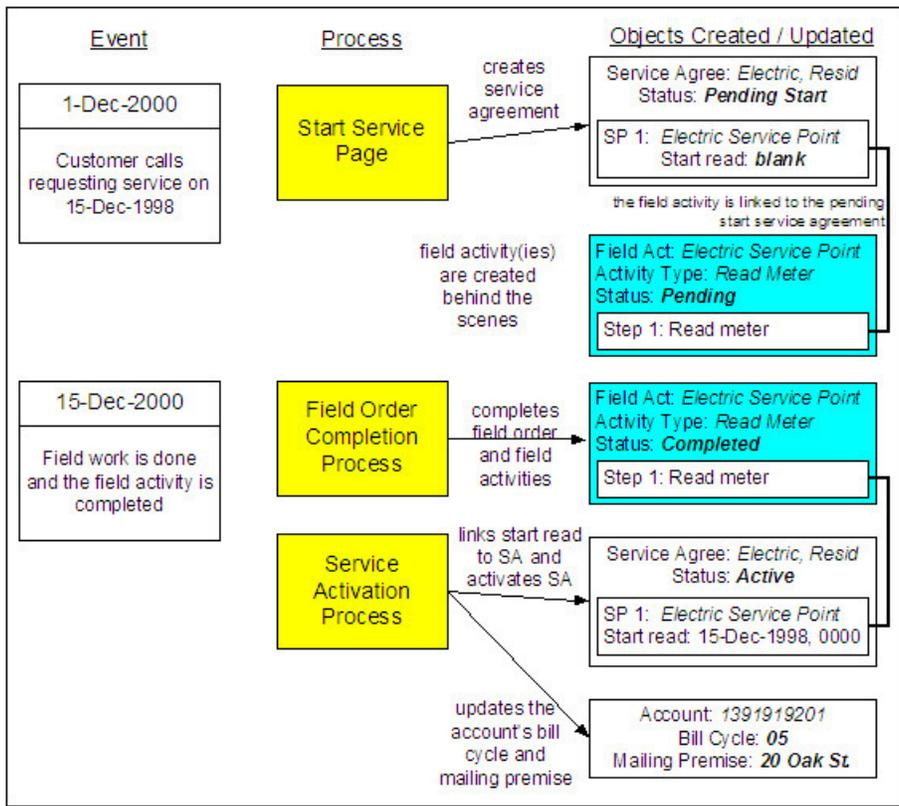 Event
Process
Objects Created / Updated
1-Dec-2000
Customer calls
requesting service on
15-Dec-1998
Start Service
Page
creates
service
agreement
Service Agree: Electric, Resid
Status: Pending Start
SP 1: Electric Service Point
Start read: blank
the field activity is linked to the pending
start service agreement
field activity(ies)
are created
behind the
scenes
Field Act: Electric Service Point
Activity Type: Read Meter
Status: Pending
Step 1: Read meter
15-Dec-2000
Field work is done
and the field activity is
completed
Field Order
Completion
Process
completes
field order
and field
activities
Field Act: Electric Service Point
Activity Type: Read Meter
Status: Completed
Step 1: Read meter
Service
Activation
Process
links start read
to SA and
activates SA
Service Agree: Electric, Resid
Status: Active
SP 1: Electric Service Point
Start read: 15-Dec-1998, 0000
updates the
account's bill
cycle and
mailing premise
Account: 1391919201
Bill Cycle: 05
Mailing Premise: 20 Oak St.